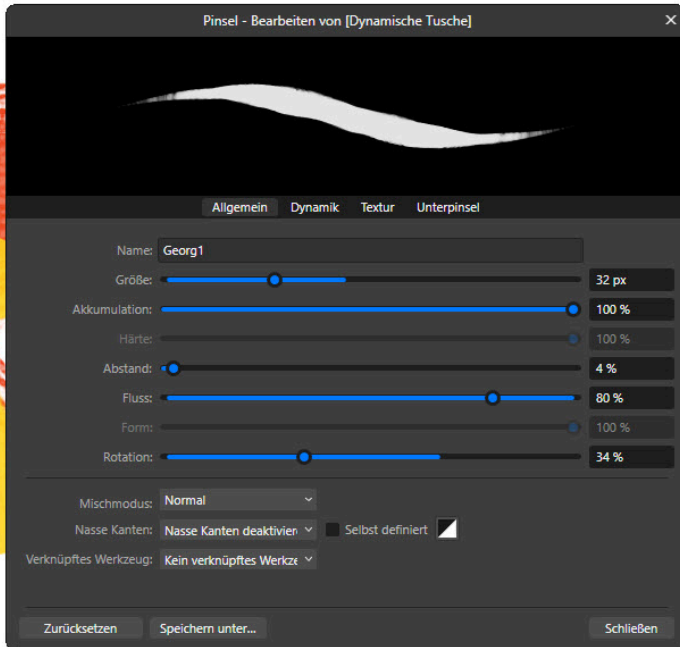 Pinsel - Bearbeiten von [Dynamische Tusche]
Allgemein Dynamik Textur Unterpinsel
Name: Georg1
Größe: 32 px
Akkumulation: 100 %
Härte: 100 %
Abstand: 4 %
Fluss: 80 %
Form: 100 %
Rotation: 34 %
Mischmodus: Normal
Nasse Kanten: Nasse Kanten deaktivier Selbst definiert
Verknüpftes Werkzeug: Kein verknüpftes Werkze
Zurücksetzen Speichern unter... Schließen